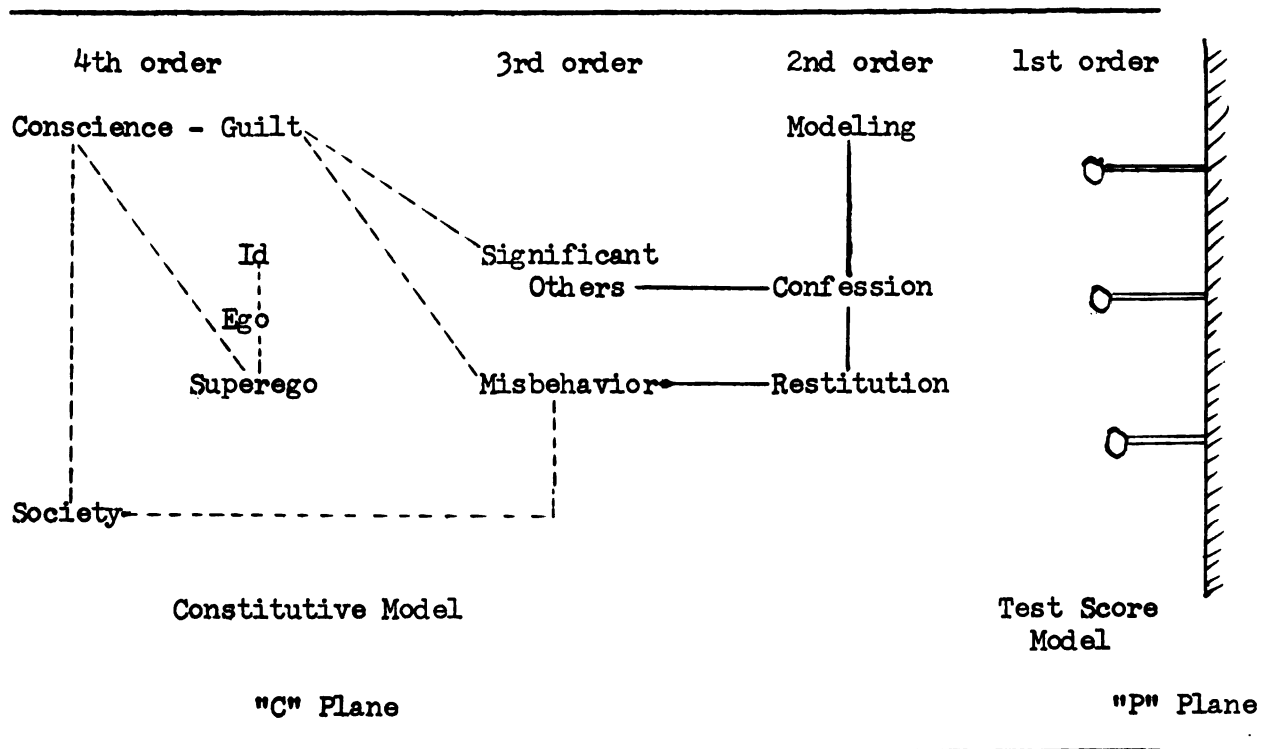 4th order 3rd order 2nd order 1st order
Conscience - Guilt Modeling
Id Significant
Others Confession
Ego
Superego Misbehavior Restitution
Society
Constitutive Model Test Score
Model
"C" Plane "P" Plane